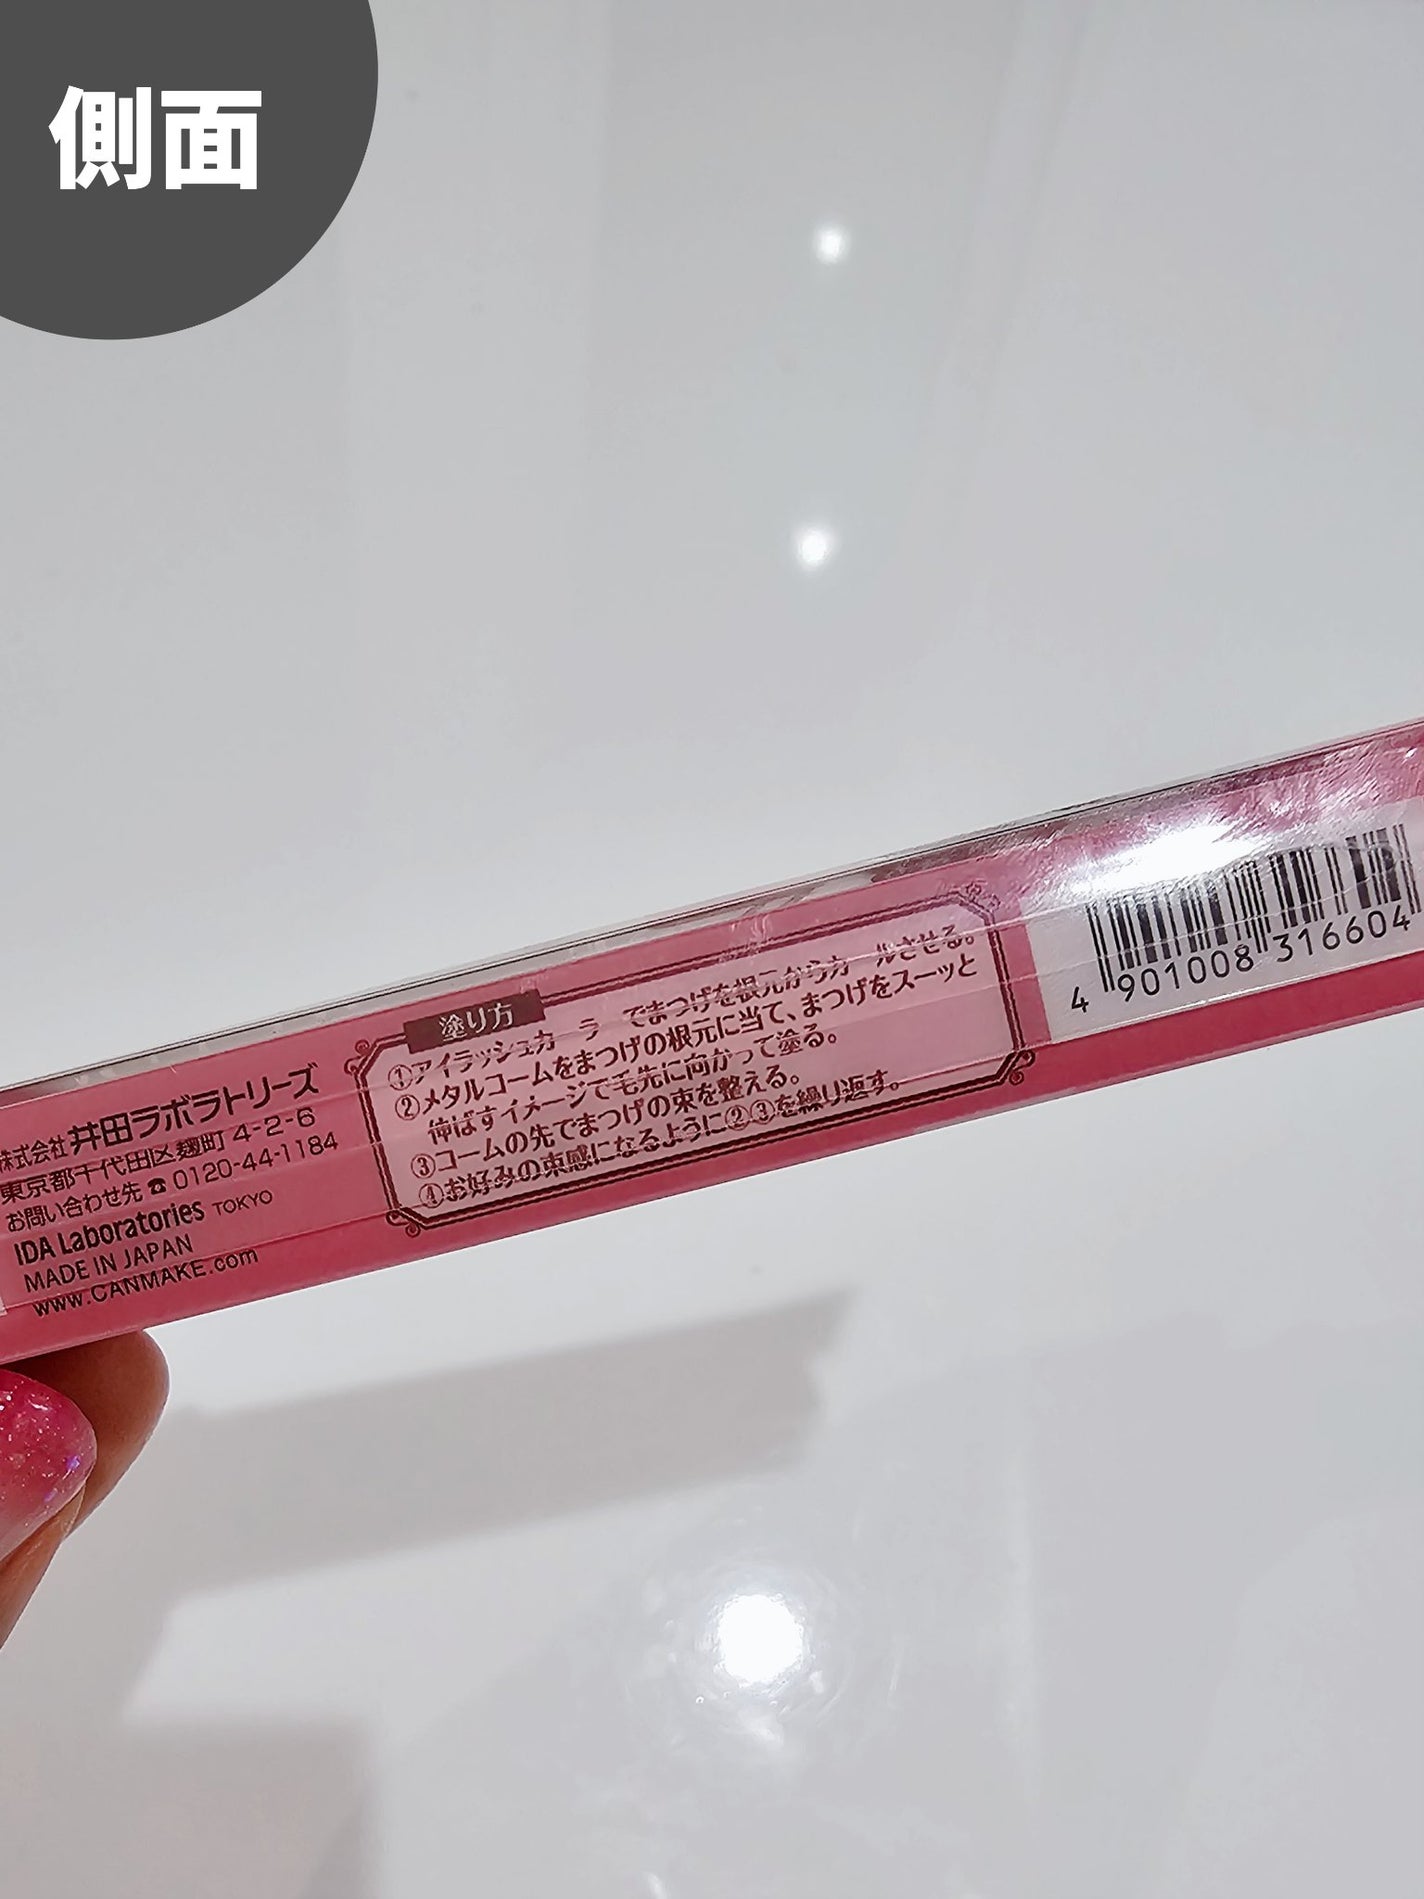 側面
株式会社 井田ラボラトリーズ
東京都千代田区麹町 4-2-6
お問い合わせ先 ☎ 0120-44-1184
IDA Laboratories TOKYO
MADE IN JAPAN
www.CANMAKE.com
塗り方
①アイラッシュカーラーでまつげを根元からカールさせる。
②メタルコームをまつげの根元に当て、まつげをスーッと
伸ばすイメージで毛先に向かって塗る。
③コームの先でまつげの束を整える。
④お好みの束感になるように②③を繰り返す。
4 901008 316604